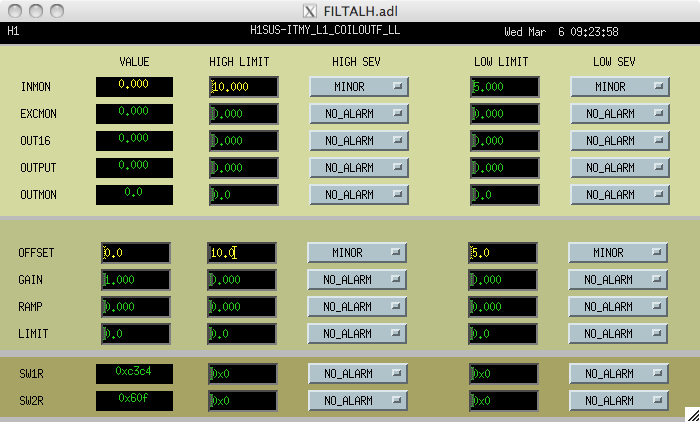 FILTALH.adl
H1 H1SUS-ITMY_L1_COILOUTF_LL Wed Mar 6 09:23:58
VALUE HIGH LIMIT HIGH SEV LOW LIMIT LOW SEV
INMON 0.000 10.000 MINOR 5.000 MINOR
EXCMON 0.000 0.000 NO_ALARM 0.000 NO_ALARM
OUT16 0.000 0.000 NO_ALARM 0.000 NO_ALARM
OUTPUT 0.000 0.000 NO_ALARM 0.000 NO_ALARM
OUTMON 0.0 0.0 NO_ALARM 0.0 NO_ALARM
OFFSET 0.0 10.0 MINOR 5.0 MINOR
GAIN 1.000 0.000 NO_ALARM 0.000 NO_ALARM
RAMP 0.000 0.000 NO_ALARM 0.000 NO_ALARM
LIMIT 0.0 0.0 NO_ALARM 0.0 NO_ALARM
SW1R 0xc3c4 0x0 NO_ALARM 0x0 NO_ALARM
SW2R 0x60f 0x0 NO_ALARM 0x0 NO_ALARM